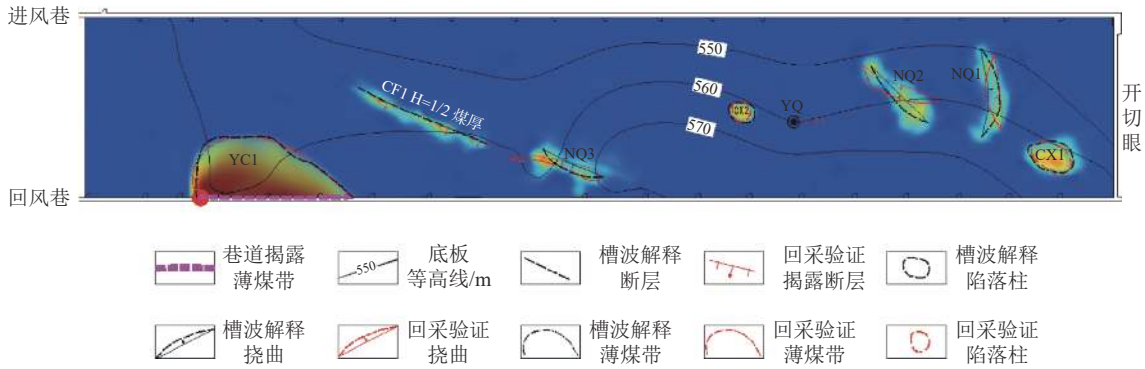 进风巷
550
NQ2
NQ1
CF1 H=1/2 煤厚
560
YQ
开切眼
570
NQ3
YC1
CX1
回风巷
巷道揭露
薄煤带
550
底板
等高线/m
槽波解释
断层
回采验证
揭露断层
槽波解释
陷落柱
槽波解释
挠曲
回采验证
挠曲
槽波解释
薄煤带
回采验证
薄煤带
回采验证
陷落柱